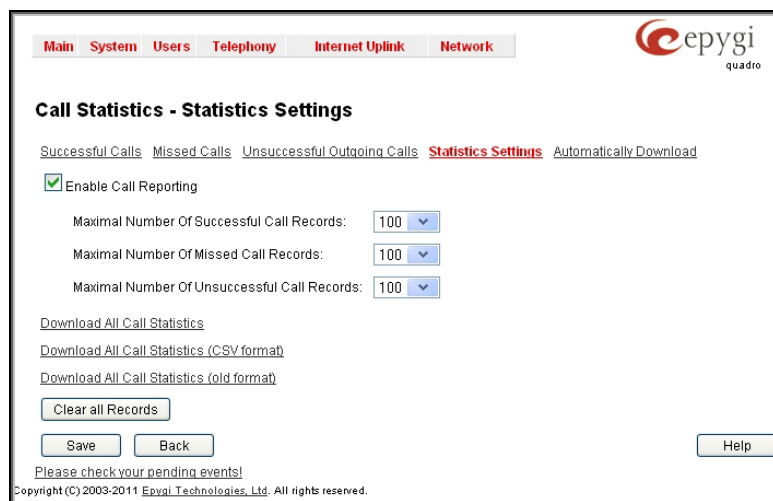 Main System Users Telephony Internet Uplink Network
epygi
quadro
Call Statistics - Statistics Settings
Successful Calls Missed Calls Unsuccessful Outgoing Calls Statistics Settings Automatically Download
Enable Call Reporting
Maximal Number Of Successful Call Records: 100
Maximal Number Of Missed Call Records: 100
Maximal Number Of Unsuccessful Call Records: 100
Download All Call Statistics
Download All Call Statistics (CSV format)
Download All Call Statistics (old format)
Clear all Records
Save Back Help
Please check your pending events!
Copyright (C) 2003-2011 Epygi Technologies, Ltd. All rights reserved.